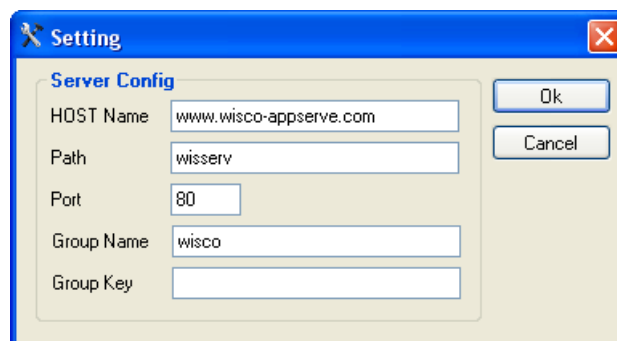 Setting
Server Config
HOST Name www.wisco-appserve.com
Path wisserv
Port 80
Group Name wisco
Group Key
Ok
Cancel